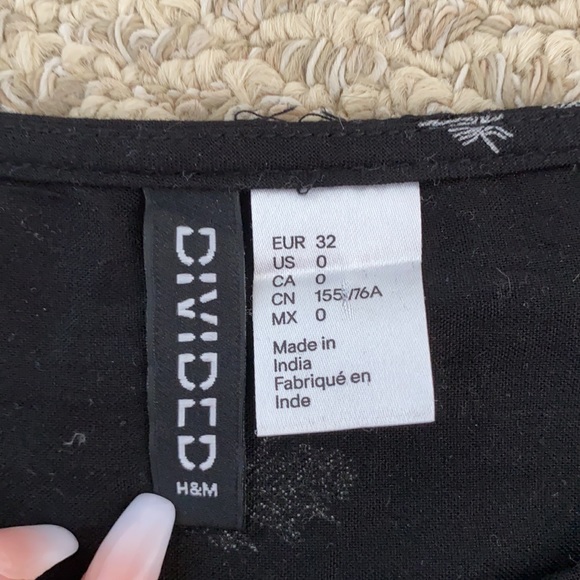 DIVIDED
H&M
EUR 32
US 0
CA 0
CN 155/76A
MX 0
Made in
India
Fabriqué en
Inde